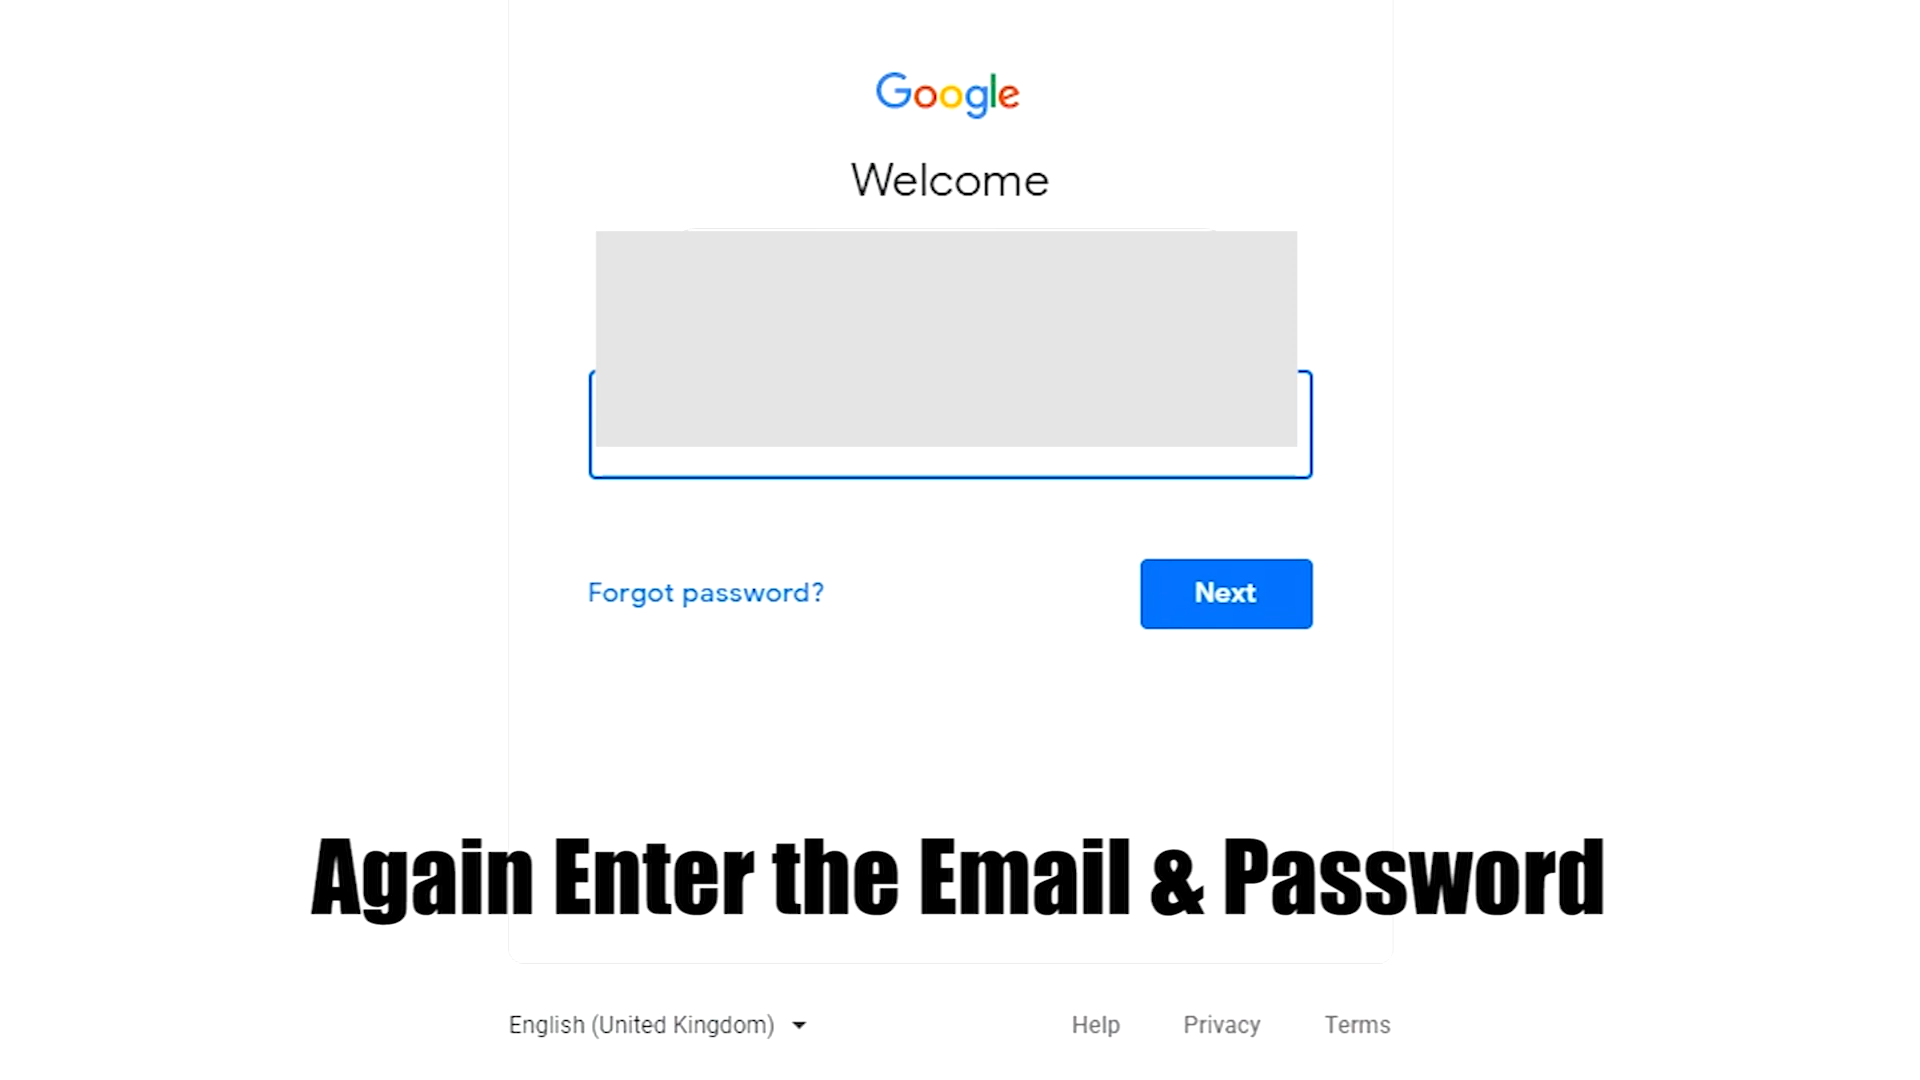 Google
Welcome
Forgot password?
Next
Again Enter the Email & Password
English (United Kingdom)
Help
Privacy
Terms